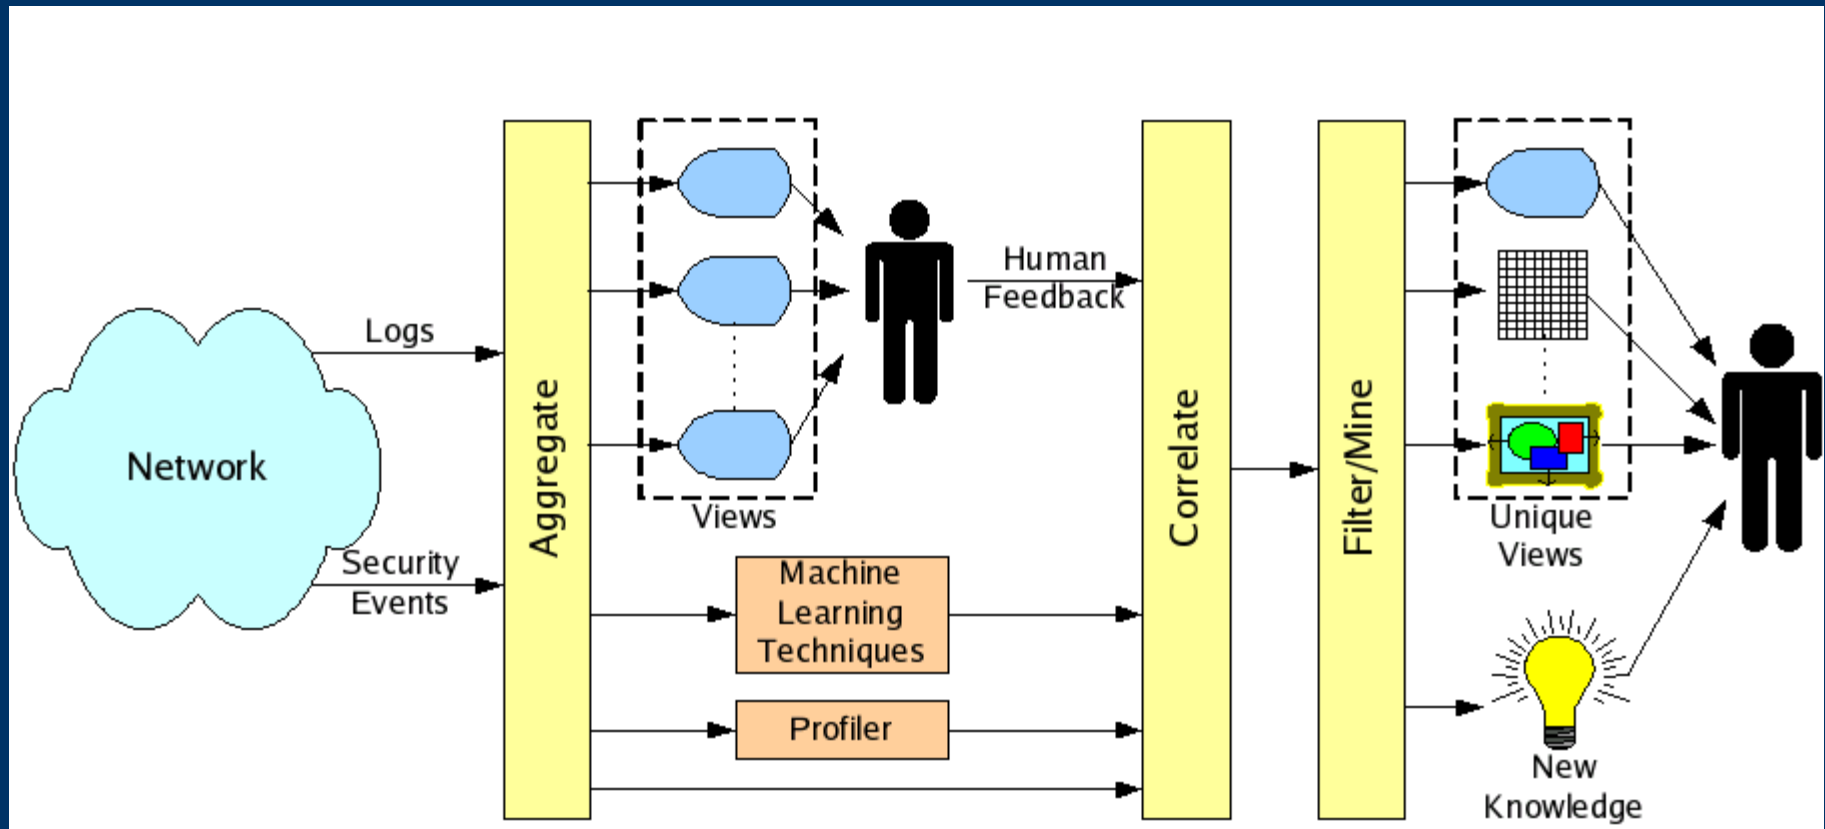 Network
Logs
Security
Events
Aggregate
Views
Human
Feedback
Machine
Learning
Techniques
Profiler
Correlate
Filter/Mine
Unique
Views
New
Knowledge